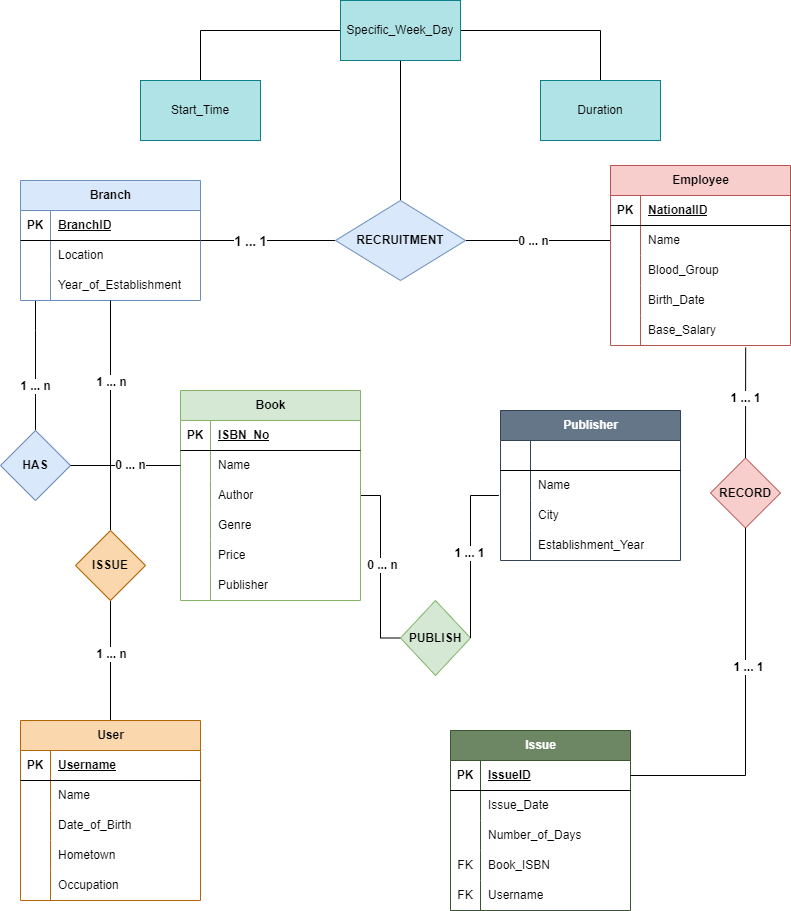 Specific_Week_Day
Start_Time
Duration
Branch
PK BranchID
Location
Year_of_Establishment
1 ... 1
RECRUITMENT
0 ... n
Employee
PK NationalID
Name
Blood_Group
Birth_Date
Base_Salary
1 ... n
1 ... n
HAS
0 ... n
Book
PK ISBN_No
Name
Author
Genre
Price
Publisher
0 ... n
PUBLISH
1 ... 1
Publisher
Name
City
Establishment_Year
1 ... 1
RECORD
1 ... 1
ISSUE
1 ... n
User
PK Username
Name
Date_of_Birth
Hometown
Occupation
Issue
PK IssueID
Issue_Date
Number_of_Days
FK Book_ISBN
FK Username